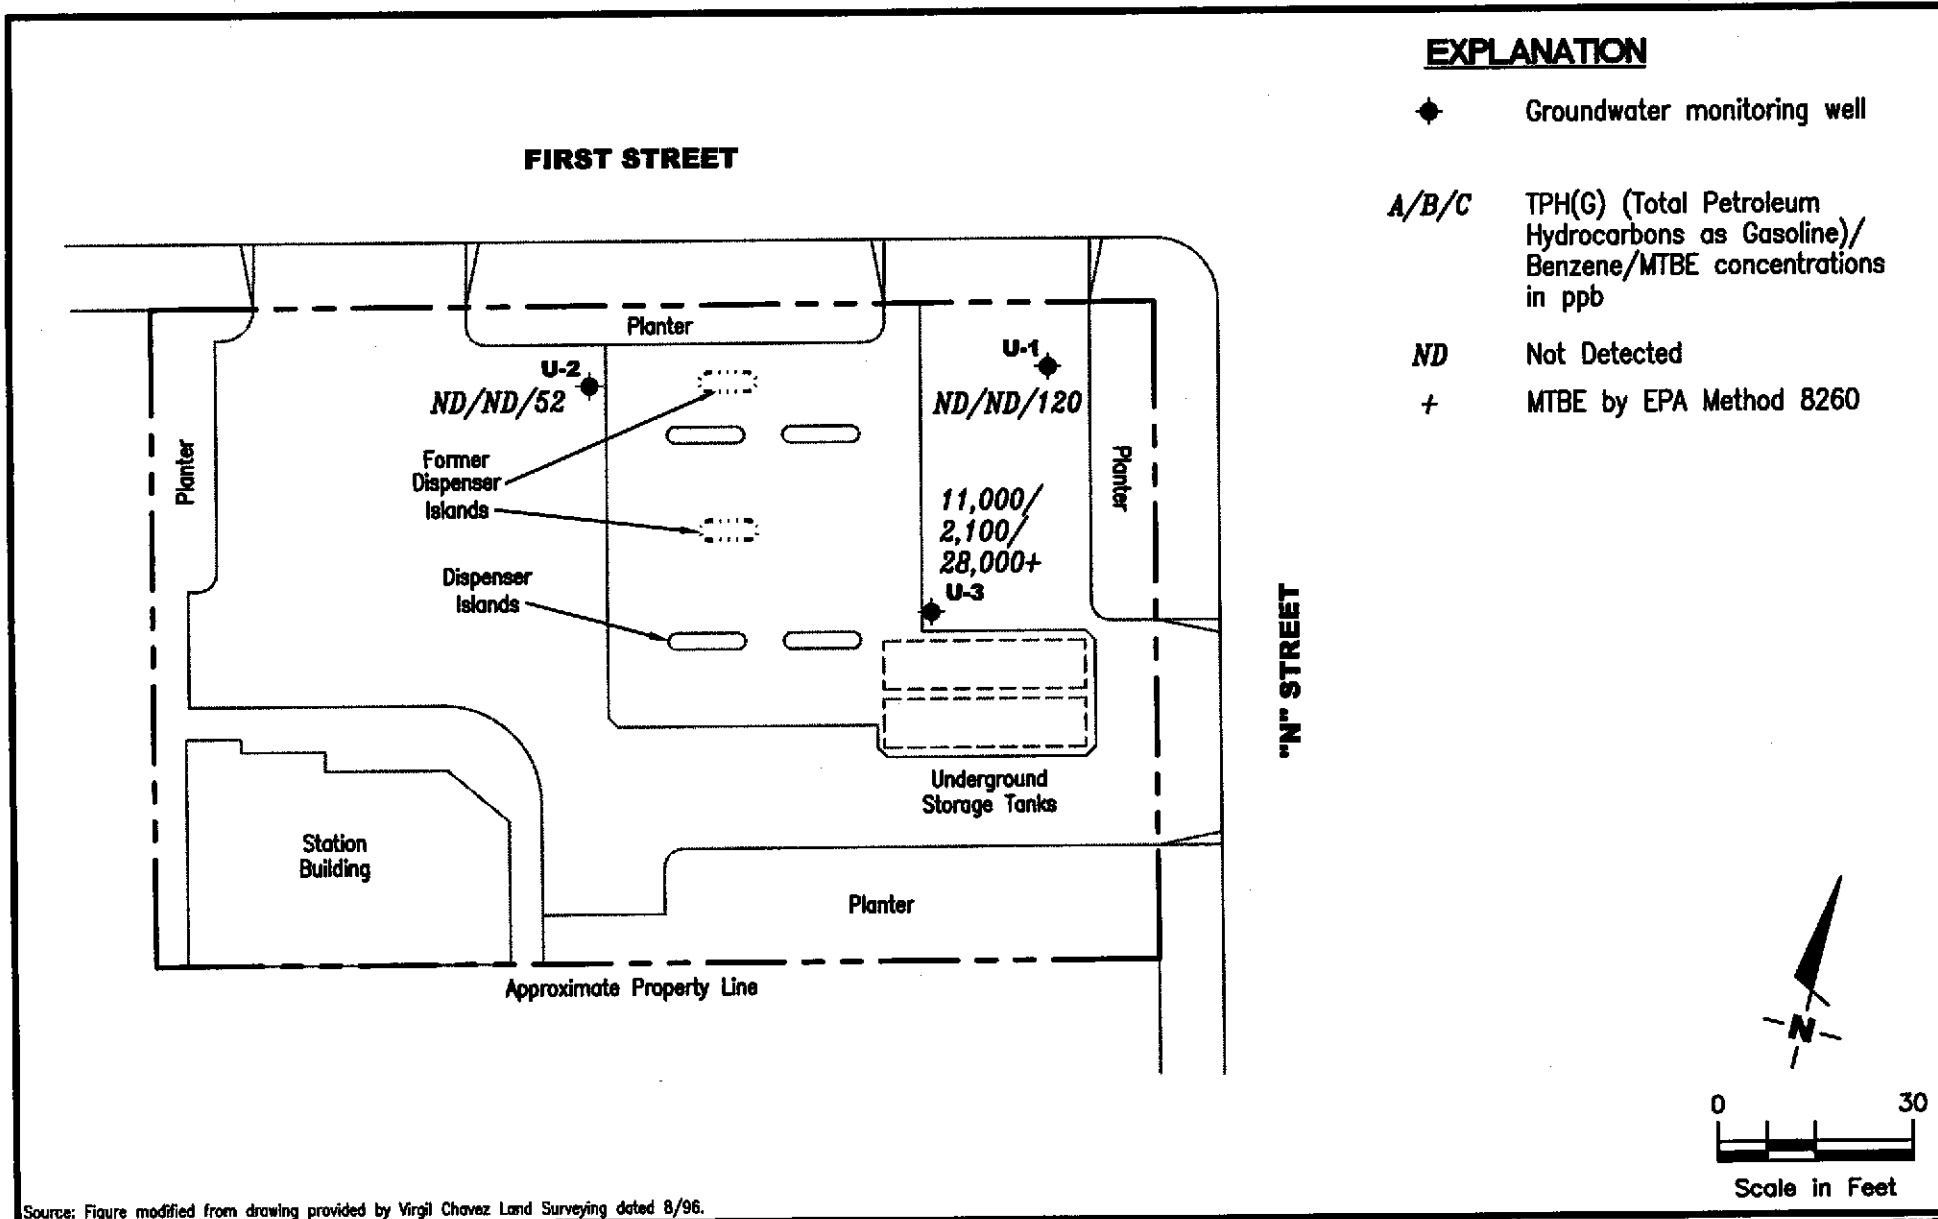 EXPLANATION
Groundwater monitoring well
A/B/C TPH(G) (Total Petroleum
Hydrocarbons as Gasoline)/
Benzene/MTBE concentrations
in ppb
ND Not Detected
+ MTBE by EPA Method 8260
FIRST STREET
Planter
U-2
ND/ND/52
U-1
ND/ND/120
Planter
Former
Dispenser
Islands
Planter
11,000/
2,100/
28,000+
U-3
Dispenser
Islands
"N" STREET
Underground
Storage Tanks
Station
Building
Planter
Approximate Property Line
N
0 30
Scale in Feet
Source: Figure modified from drawing provided by Virgil Chavez Land Surveying dated 8/96.